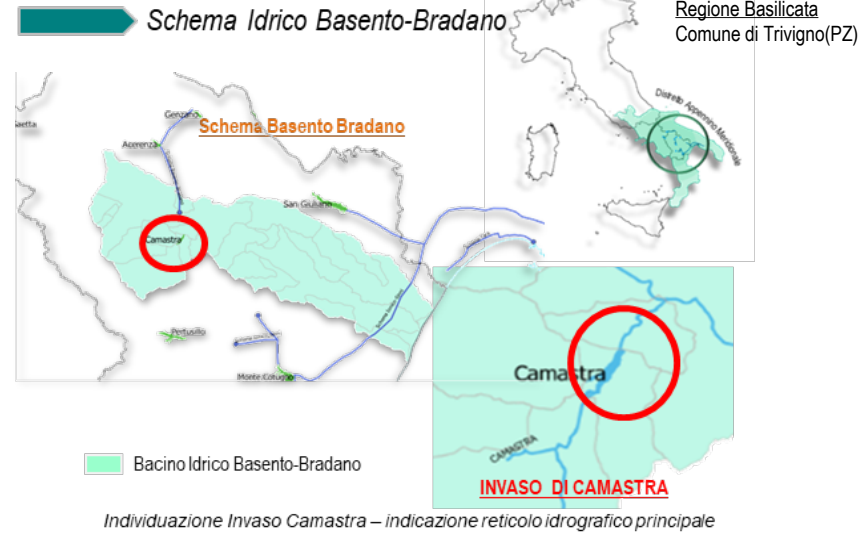 Schema Idrico Basento-Bradano
Regione Basilicata
Comune di Trivigno(PZ)
Distretto Appennino Meridionale
Genzano
Schema Basento Bradano
Gaetta
Acerenza
San Giuliano
Camastra
Pertusillo
Monte Cotugno
Camastra
CAMASTRA
Bacino Idrico Basento-Bradano
INVASO DI CAMASTRA
Individuazione Invaso Camastra – indicazione reticolo idrografico principale